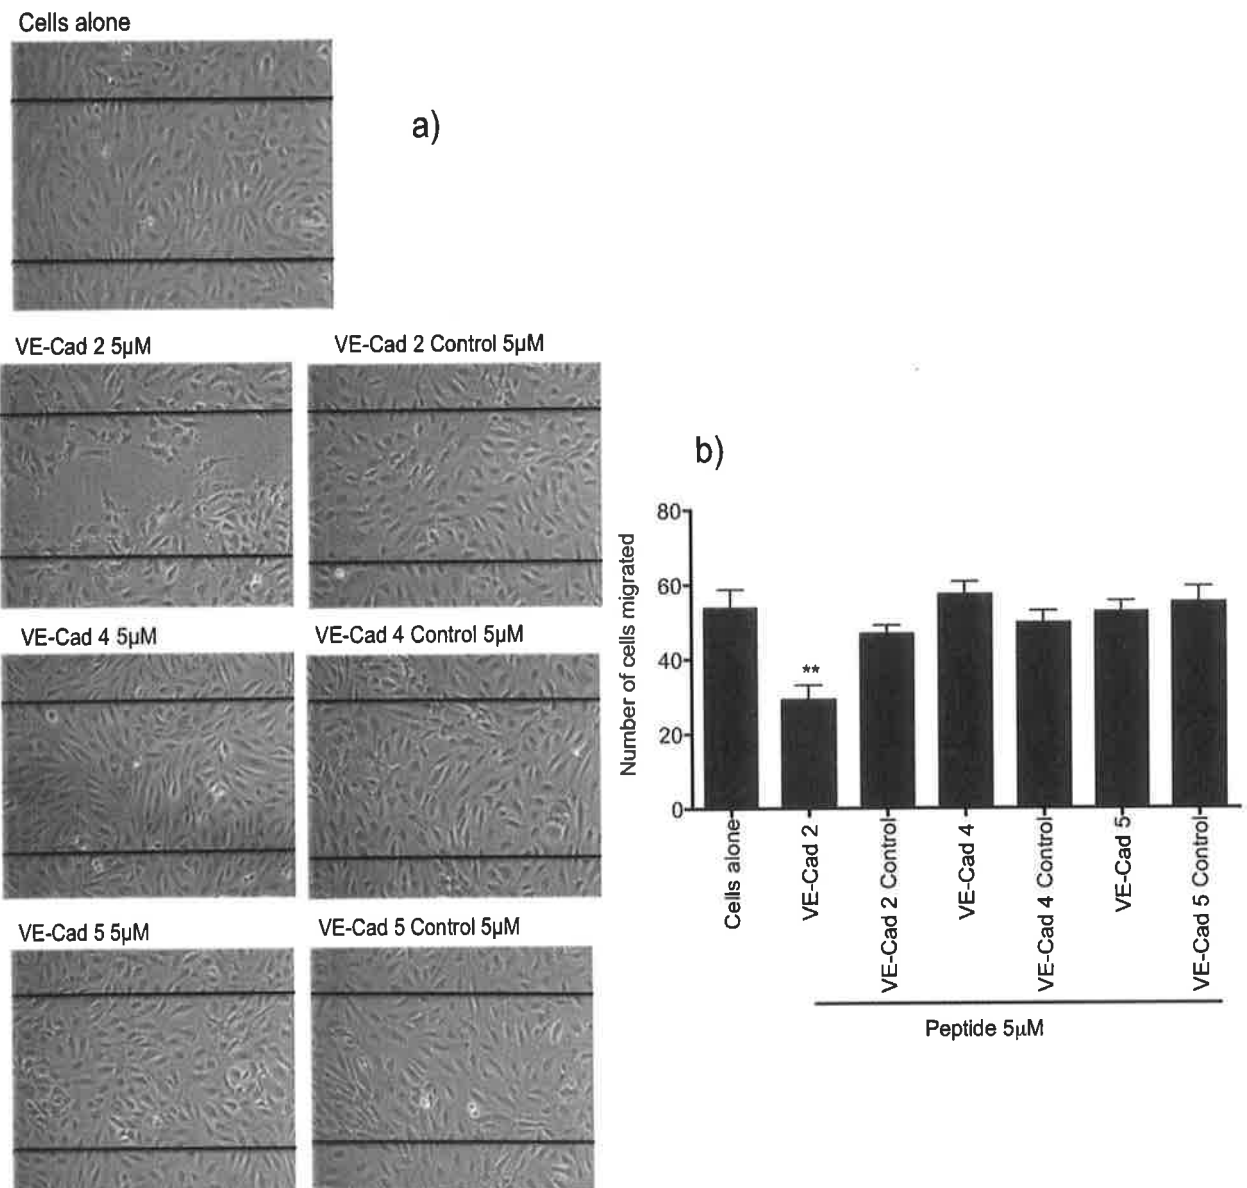 Cells alone
a)
VE-Cad 2 5µM
VE-Cad 2 Control 5µM
VE-Cad 4 5µM
VE-Cad 4 Control 5µM
VE-Cad 5 5µM
VE-Cad 5 Control 5µM
b)
Number of cells migrated
80
60
40
20
0
**
Cells alone
VE-Cad 2
VE-Cad 2 Control
VE-Cad 4
VE-Cad 4 Control
VE-Cad 5
VE-Cad 5 Control
Peptide 5µM